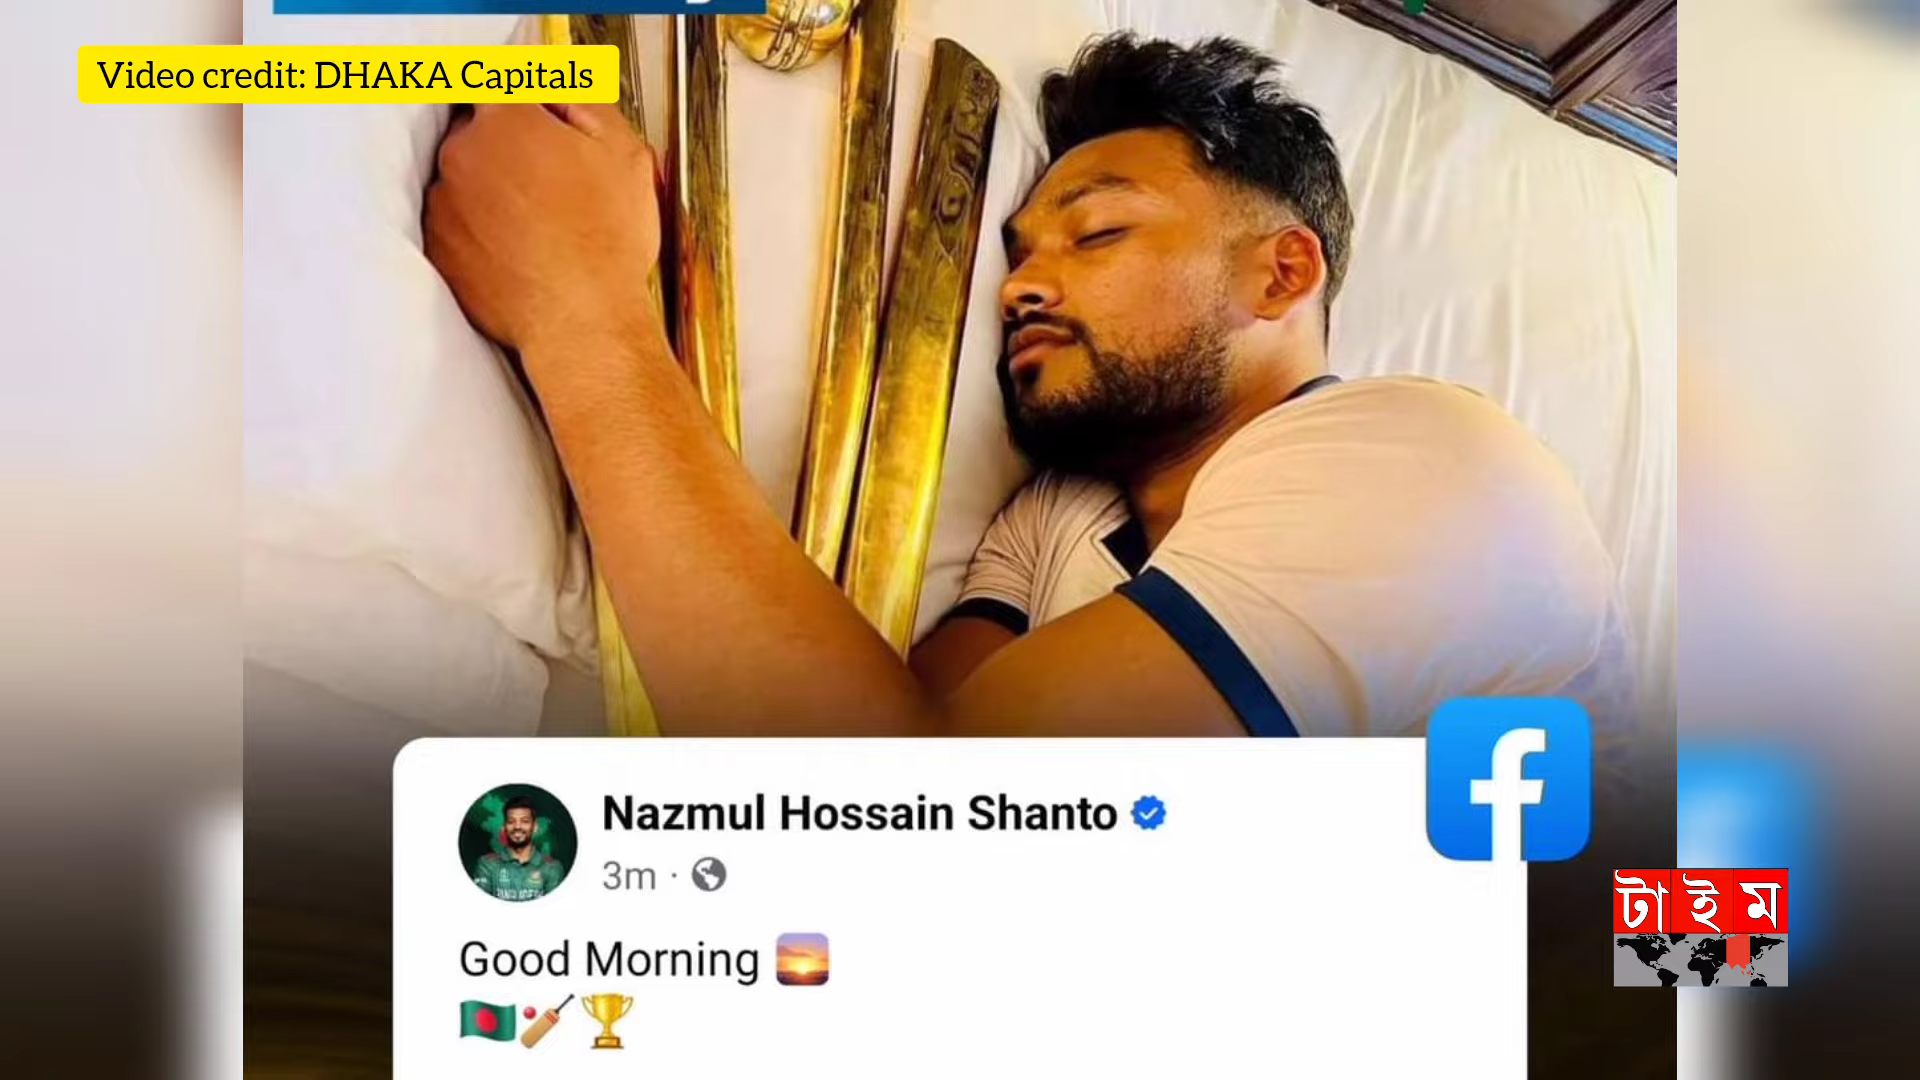 Video credit: DHAKA Capitals
Nazmul Hossain Shanto
3m ·
Good Morning 🌅
🇧🇩🏏🏆
টাইম